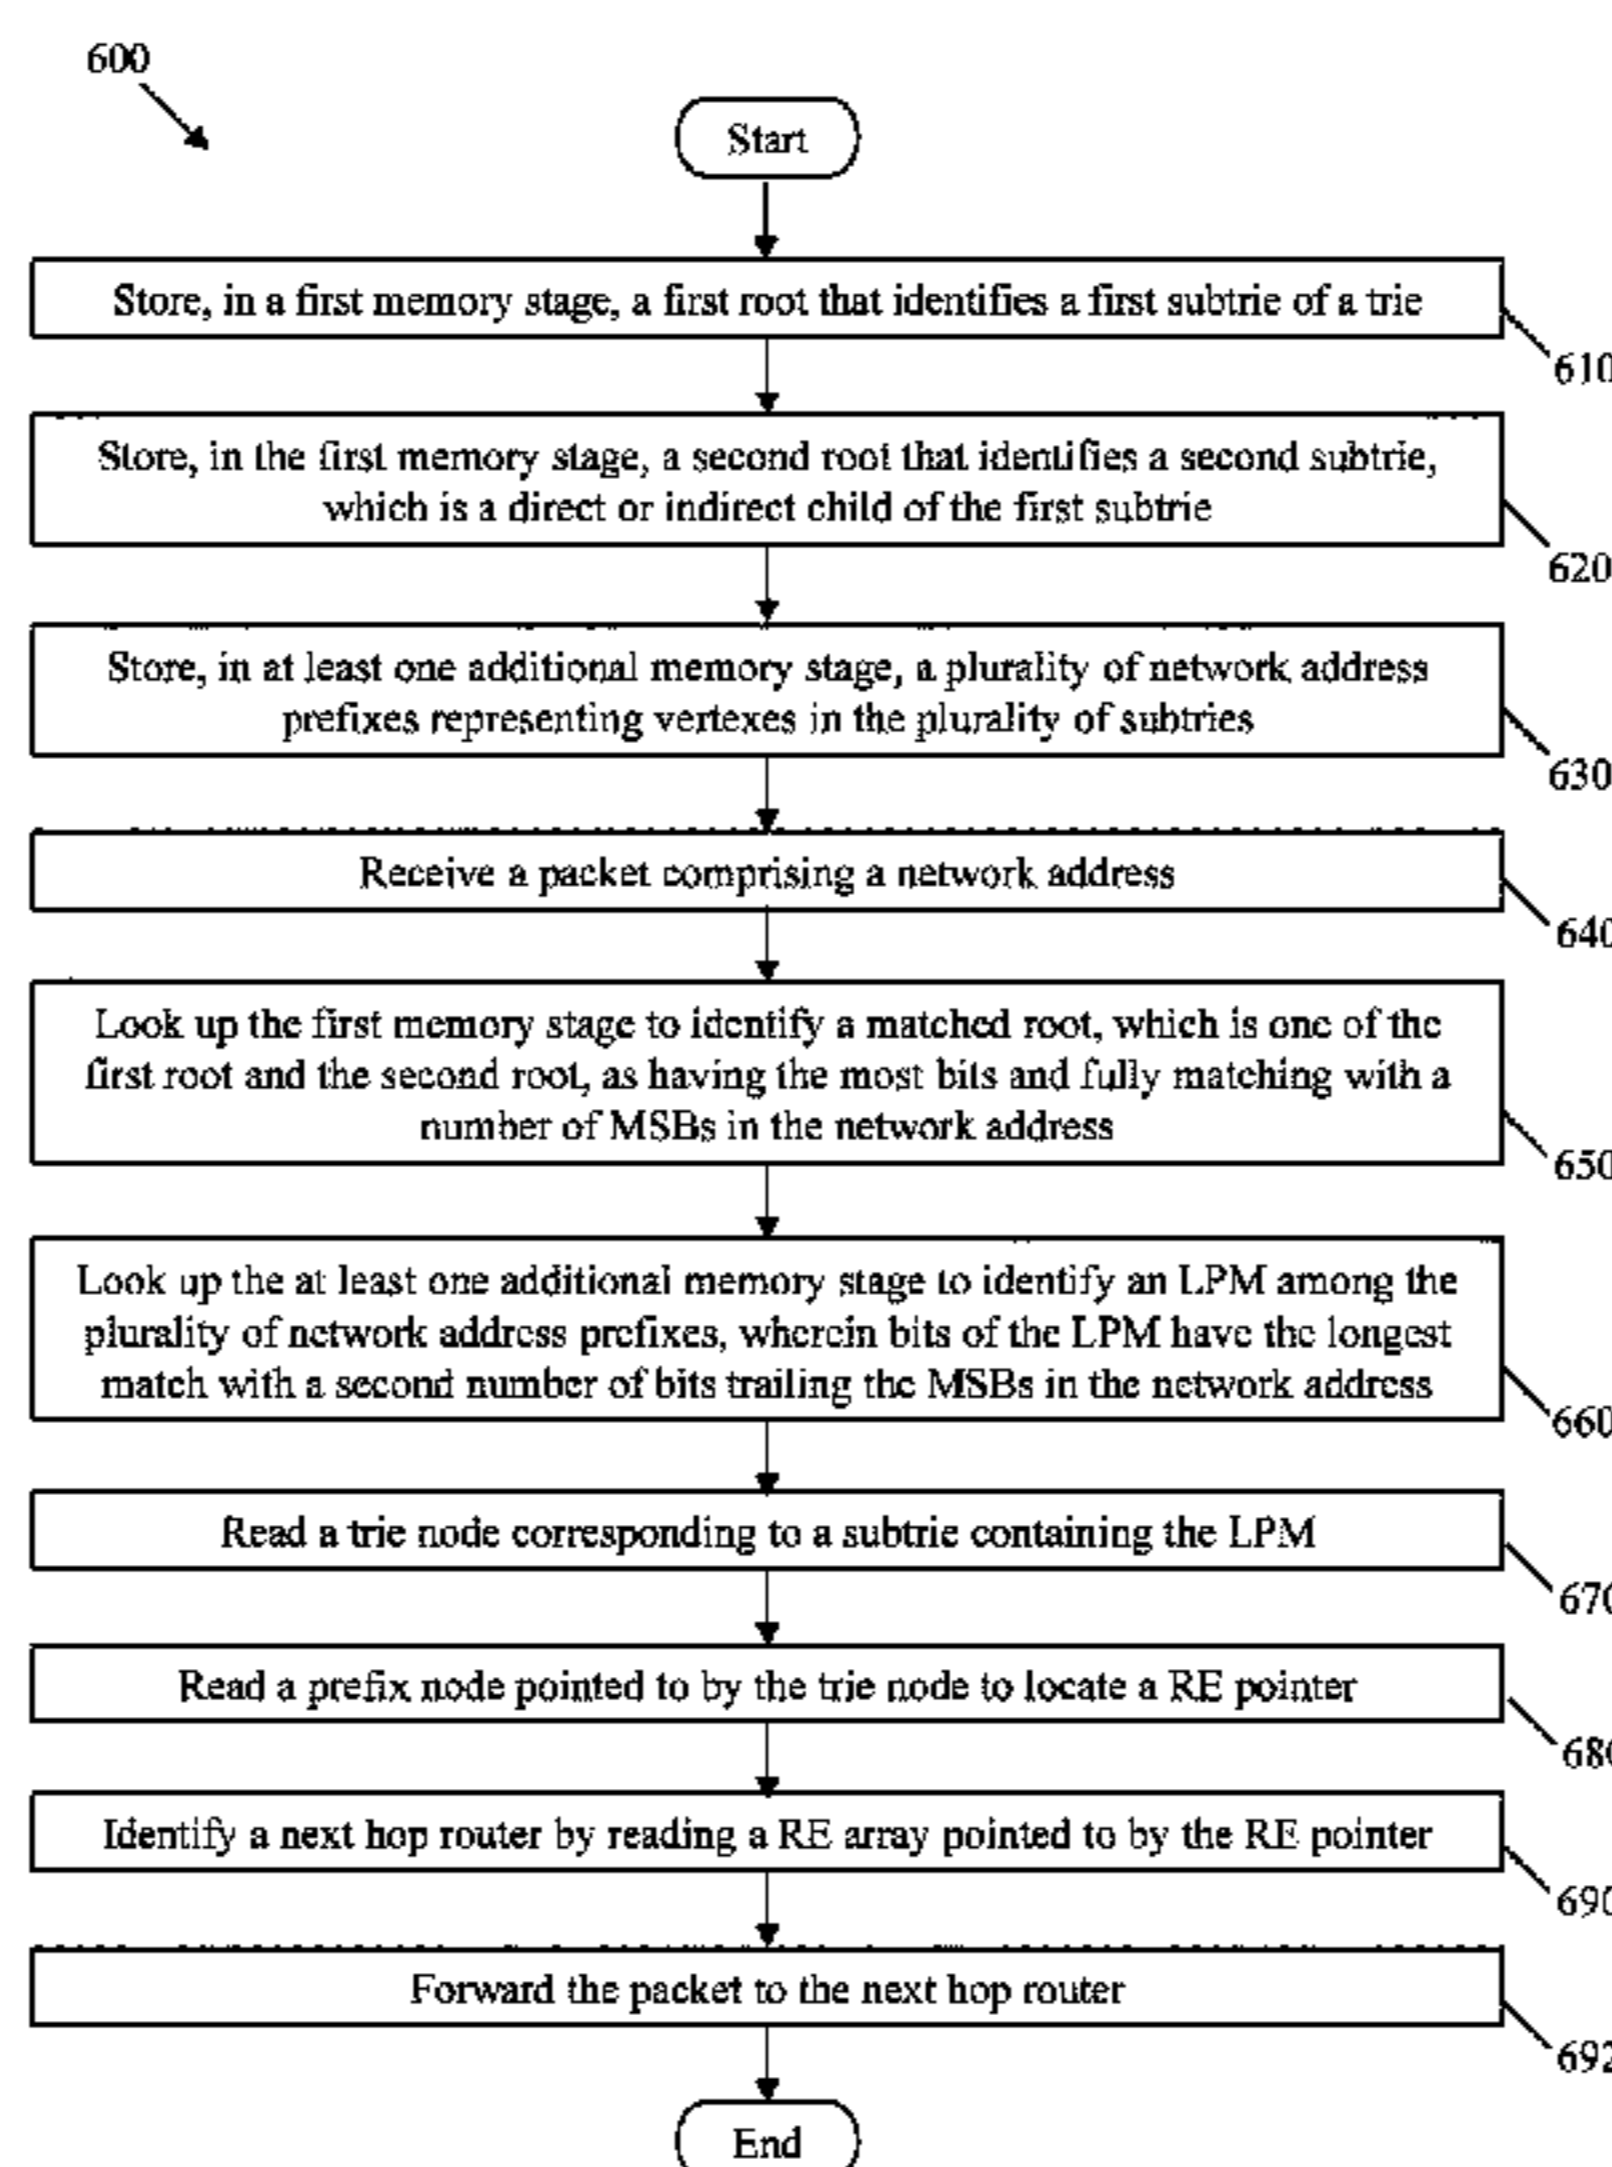 600
Start
Store, in a first memory stage, a first root that identifies a first subtrie of a trie
610
Store, in the first memory stage, a second root that identifies a second subtrie,
which is a direct or indirect child of the first subtrie
620
Store, in at least one additional memory stage, a plurality of network address
prefixes representing vertexes in the plurality of subtries
630
Receive a packet comprising a network address
640
Look up the first memory stage to identify a matched root, which is one of the
first root and the second root, as having the most bits and fully matching with a
number of MSBs in the network address
650
Look up the at least one additional memory stage to identify an LPM among the
plurality of network address prefixes, wherein bits of the LPM have the longest
match with a second number of bits trailing the MSBs in the network address
660
Read a trie node corresponding to a subtrie containing the LPM
670
Read a prefix node pointed to by the trie node to locate a RE pointer
680
Identify a next hop router by reading a RE array pointed to by the RE pointer
690
Forward the packet to the next hop router
692
End